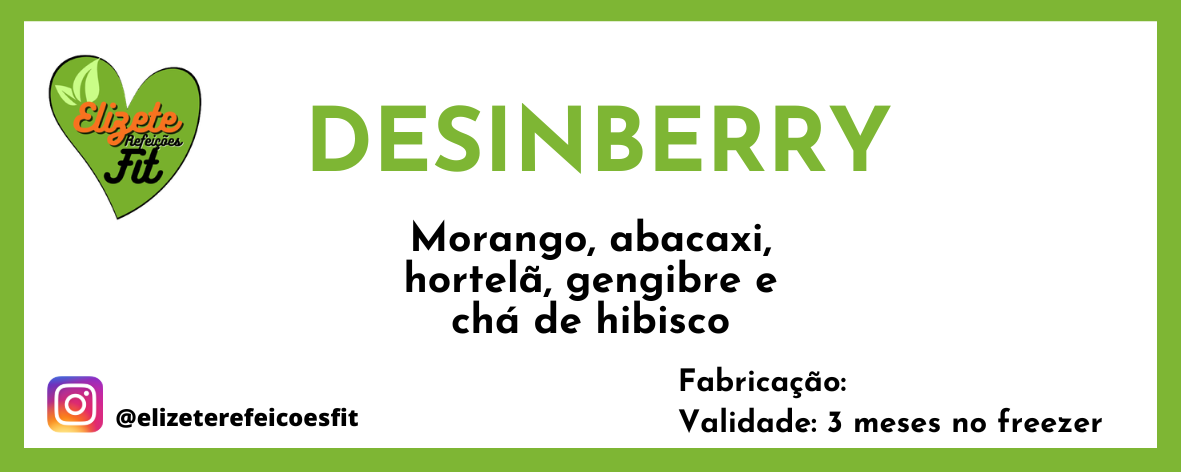 Elizete
Refeições
Fit
DESINBERRY
Morango, abacaxi,
hortelã, gengibre e
chá de hibisco
@elizeterefeicoesfit
Fabricação:
Validade: 3 meses no freezer